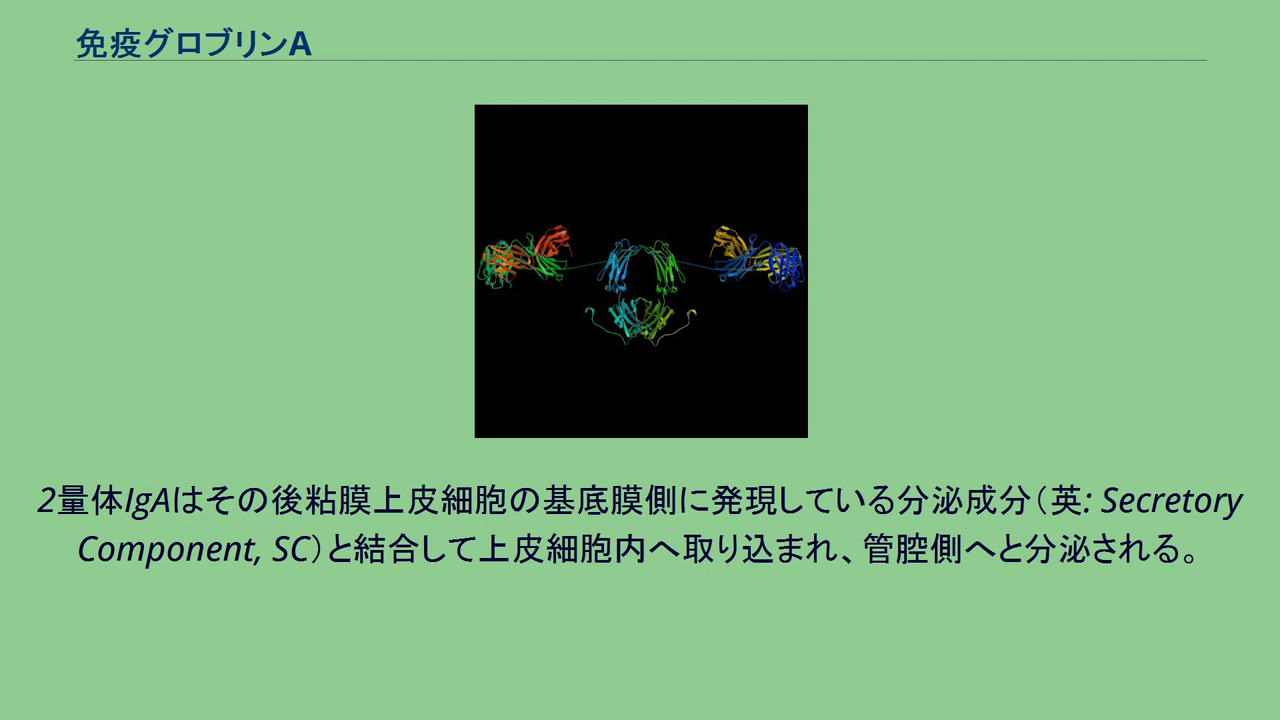 免疫グロブリンA
2量体IgAはその後粘膜上皮細胞の基底膜側に発現している分泌成分（英: Secretory
Component, SC）と結合して上皮細胞内へ取り込まれ、管腔側へと分泌される。